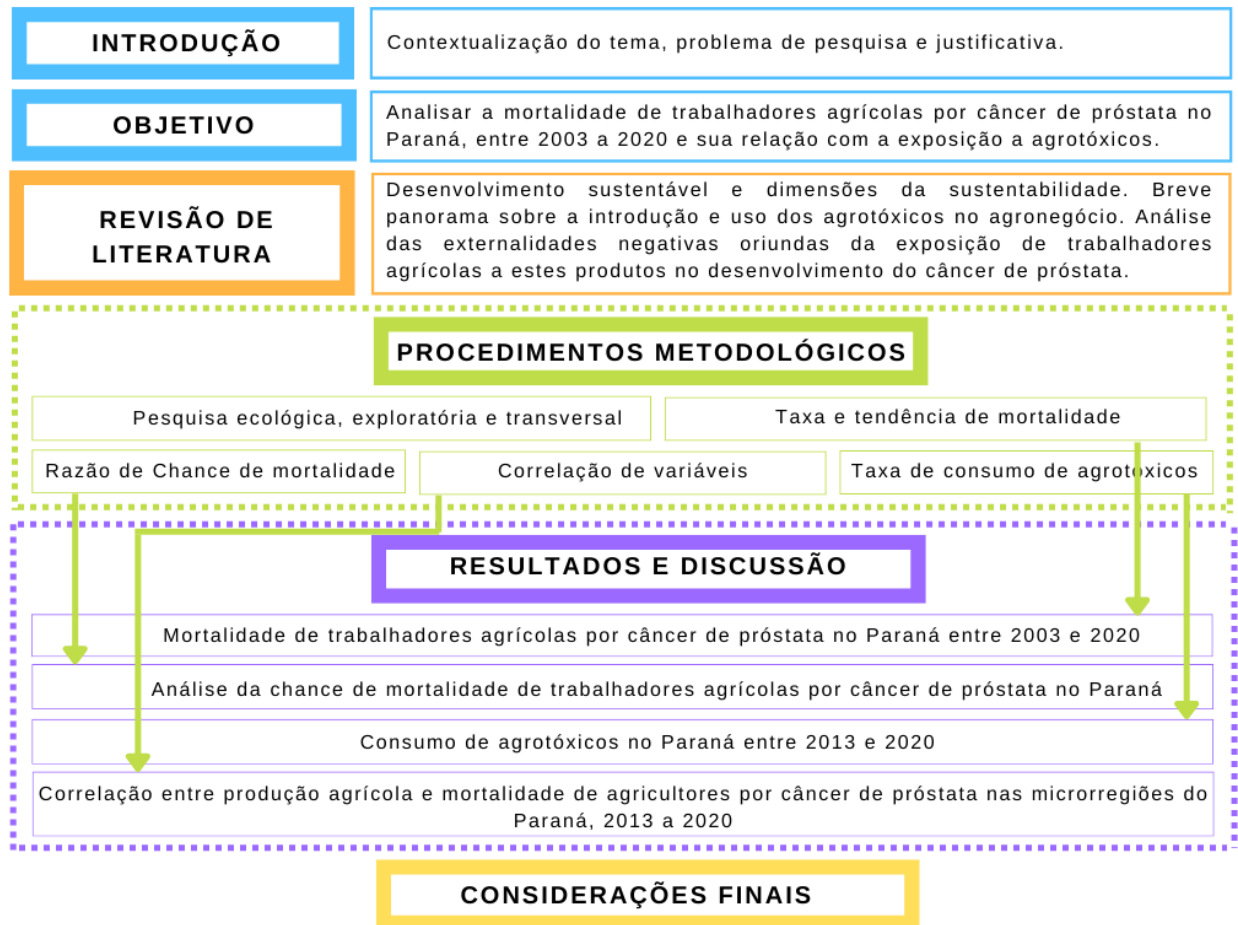 INTRODUÇÃO
Contextualização do tema, problema de pesquisa e justificativa.
OBJETIVO
Analisar a mortalidade de trabalhadores agrícolas por câncer de próstata no
Paraná, entre 2003 a 2020 e sua relação com a exposição a agrotóxicos.
REVISÃO DE
LITERATURA
Desenvolvimento sustentável e dimensões da sustentabilidade. Breve
panorama sobre a introdução e uso dos agrotóxicos no agronegócio. Análise
das externalidades negativas oriundas da exposição de trabalhadores
agrícolas a estes produtos no desenvolvimento do câncer de próstata.
PROCEDIMENTOS METODOLÓGICOS
Pesquisa ecológica, exploratória e transversal
Taxa e tendência de mortalidade
Razão de Chance de mortalidade
Correlação de variáveis
Taxa de consumo de agrotóxicos
RESULTADOS E DISCUSSÃO
Mortalidade de trabalhadores agrícolas por câncer de próstata no Paraná entre 2003 e 2020
Análise da chance de mortalidade de trabalhadores agrícolas por câncer de próstata no Paraná
Consumo de agrotóxicos no Paraná entre 2013 e 2020
Correlação entre produção agrícola e mortalidade de agricultores por câncer de próstata nas microrregiões do
Paraná, 2013 a 2020
CONSIDERAÇÕES FINAIS